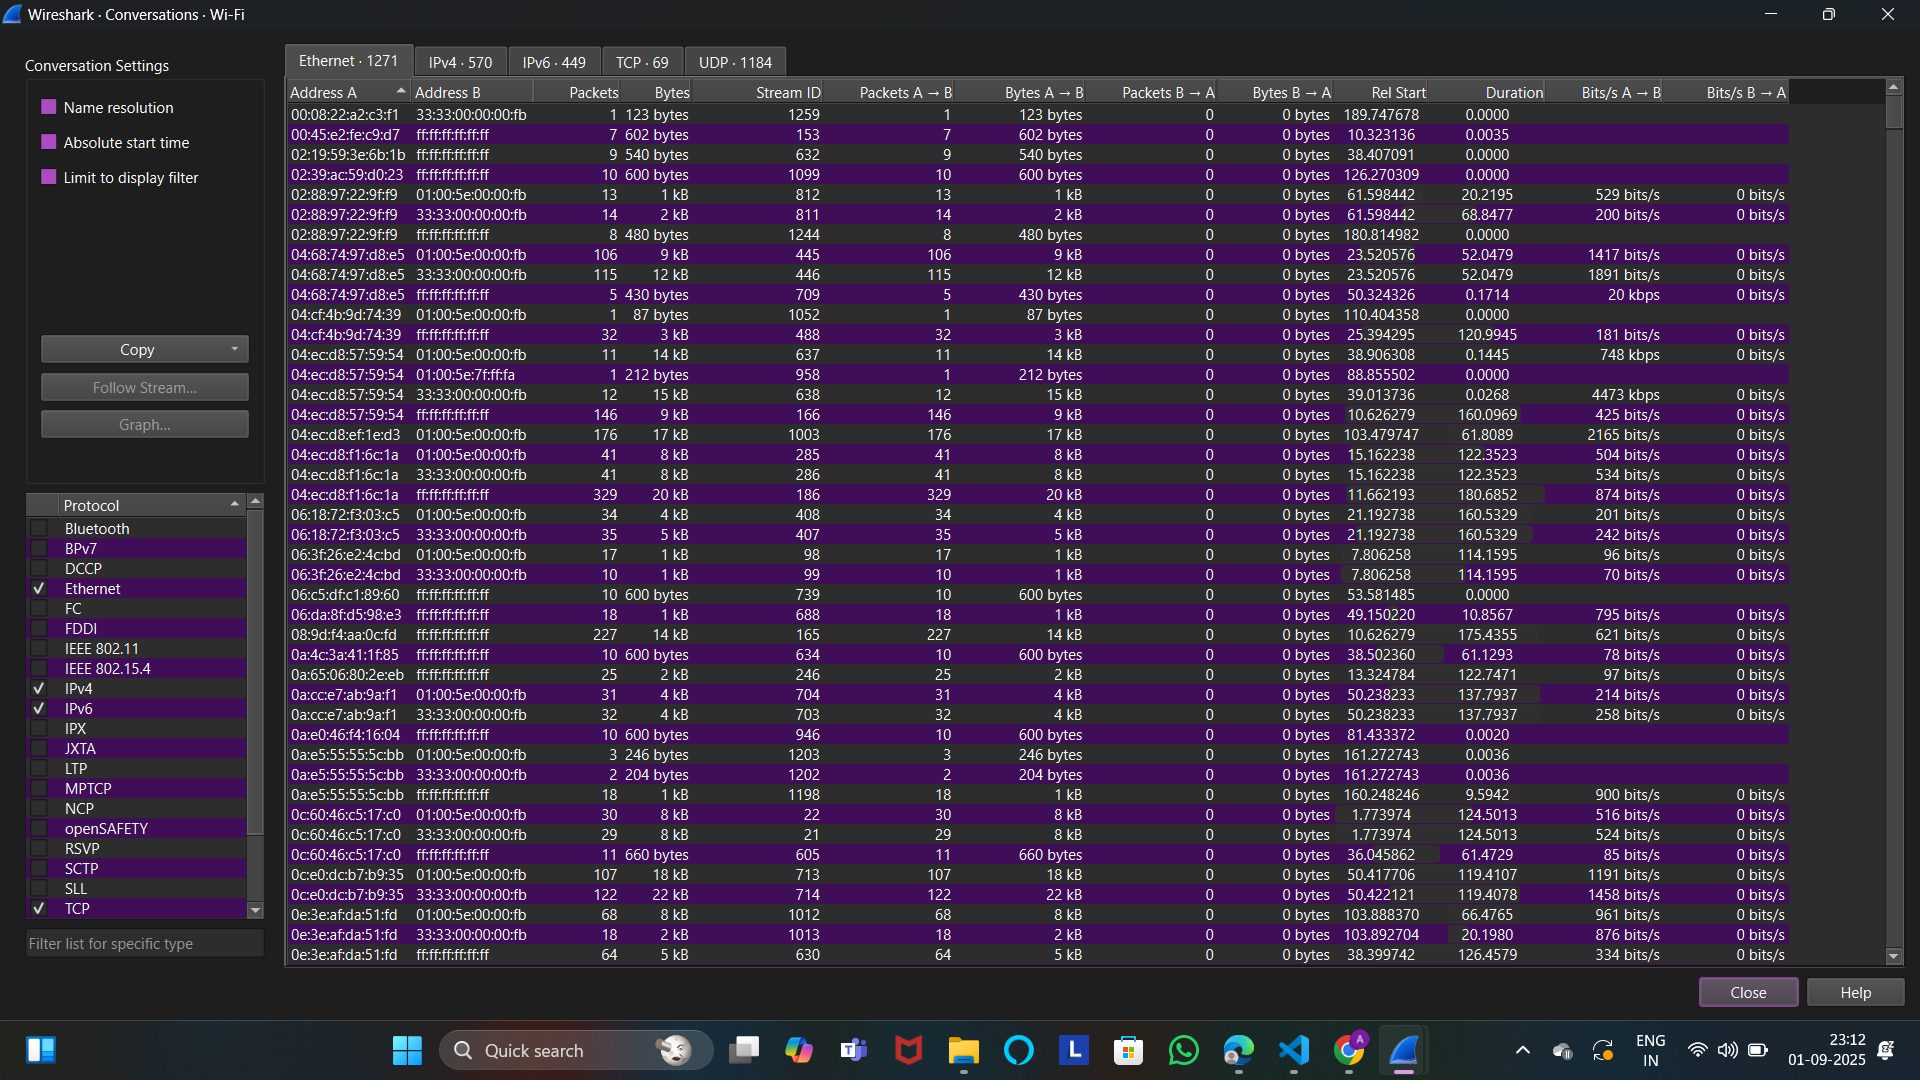 Wireshark · Conversations · Wi-Fi
Conversation Settings
Name resolution
Absolute start time
Limit to display filter
Copy
Follow Stream...
Graph...
Protocol
Bluetooth
BPv7
DCCP
Ethernet
FC
FDDI
IEEE 802.11
IEEE 802.15.4
IPv4
IPv6
IPX
JXTA
LTP
MPTCP
NCP
openSAFETY
RSVP
SCTP
SLL
TCP
Filter list for specific type
Ethernet · 1271 IPv4 · 570 IPv6 · 449 TCP · 69 UDP · 1184
Address A Address B Packets Bytes Stream ID Packets A → B Bytes A → B Packets B → A Bytes B → A Rel Start Duration Bits/s A → B Bits/s B → A
00:08:22:a2:c3:f1 33:33:00:00:00:fb 1 123 bytes 1259 1 123 bytes 0 0 bytes 189.747678 0.0000
00:45:e2:fe:c9:d7 ff:ff:ff:ff:ff:ff 7 602 bytes 153 7 602 bytes 0 0 bytes 10.323136 0.0035
02:19:59:3e:6b:1b ff:ff:ff:ff:ff:ff 9 540 bytes 632 9 540 bytes 0 0 bytes 38.407091 0.0000
02:39:ac:59:d0:23 ff:ff:ff:ff:ff:ff 10 600 bytes 1099 10 600 bytes 0 0 bytes 126.270309 0.0000
02:88:97:22:9f:f9 01:00:5e:00:00:fb 13 1 kB 812 13 1 kB 0 0 bytes 61.598442 20.2195 529 bits/s 0 bits/s
02:88:97:22:9f:f9 33:33:00:00:00:fb 14 2 kB 811 14 2 kB 0 0 bytes 61.598442 68.8477 200 bits/s 0 bits/s
02:88:97:22:9f:f9 ff:ff:ff:ff:ff:ff 8 480 bytes 1244 8 480 bytes 0 0 bytes 180.814982 0.0000
04:68:74:97:d8:e5 01:00:5e:00:00:fb 106 9 kB 445 106 9 kB 0 0 bytes 23.520576 52.0479 1417 bits/s 0 bits/s
04:68:74:97:d8:e5 33:33:00:00:00:fb 115 12 kB 446 115 12 kB 0 0 bytes 23.520576 52.0479 1891 bits/s 0 bits/s
04:68:74:97:d8:e5 ff:ff:ff:ff:ff:ff 5 430 bytes 709 5 430 bytes 0 0 bytes 50.324326 0.1714 20 kbps 0 bits/s
04:cf:4b:9d:74:39 01:00:5e:00:00:fb 1 87 bytes 1052 1 87 bytes 0 0 bytes 110.404358 0.0000
04:cf:4b:9d:74:39 ff:ff:ff:ff:ff:ff 32 3 kB 488 32 3 kB 0 0 bytes 25.394295 120.9945 181 bits/s 0 bits/s
04:ec:d8:57:59:54 01:00:5e:00:00:fb 11 14 kB 637 11 14 kB 0 0 bytes 38.906308 0.1445 748 kbps 0 bits/s
04:ec:d8:57:59:54 01:00:5e:7f:ff:fa 1 212 bytes 958 1 212 bytes 0 0 bytes 88.855502 0.0000
04:ec:d8:57:59:54 33:33:00:00:00:fb 12 15 kB 638 12 15 kB 0 0 bytes 39.013736 0.0268 4473 kbps 0 bits/s
04:ec:d8:57:59:54 ff:ff:ff:ff:ff:ff 146 9 kB 166 146 9 kB 0 0 bytes 10.626279 160.0969 425 bits/s 0 bits/s
04:ec:d8:ef:1e:d3 01:00:5e:00:00:fb 176 17 kB 1003 176 17 kB 0 0 bytes 103.479747 61.8089 2165 bits/s 0 bits/s
04:ec:d8:f1:6c:1a 01:00:5e:00:00:fb 41 8 kB 285 41 8 kB 0 0 bytes 15.162238 122.3523 504 bits/s 0 bits/s
04:ec:d8:f1:6c:1a 33:33:00:00:00:fb 41 8 kB 286 41 8 kB 0 0 bytes 15.162238 122.3523 534 bits/s 0 bits/s
04:ec:d8:f1:6c:1a ff:ff:ff:ff:ff:ff 329 20 kB 186 329 20 kB 0 0 bytes 11.662193 180.6852 874 bits/s 0 bits/s
06:18:72:f3:03:c5 01:00:5e:00:00:fb 34 4 kB 408 34 4 kB 0 0 bytes 21.192738 160.5329 201 bits/s 0 bits/s
06:18:72:f3:03:c5 33:33:00:00:00:fb 35 5 kB 407 35 5 kB 0 0 bytes 21.192738 160.5329 242 bits/s 0 bits/s
06:3f:26:e2:4c:bd 01:00:5e:00:00:fb 17 1 kB 98 17 1 kB 0 0 bytes 7.806258 114.1595 96 bits/s 0 bits/s
06:3f:26:e2:4c:bd 33:33:00:00:00:fb 10 1 kB 99 10 1 kB 0 0 bytes 7.806258 114.1595 70 bits/s 0 bits/s
06:c5:df:c1:89:60 ff:ff:ff:ff:ff:ff 10 600 bytes 739 10 600 bytes 0 0 bytes 53.581485 0.0000
06:da:8f:d5:98:e3 ff:ff:ff:ff:ff:ff 18 1 kB 688 18 1 kB 0 0 bytes 49.150220 10.8567 795 bits/s 0 bits/s
08:9d:f4:aa:0c:fd ff:ff:ff:ff:ff:ff 227 14 kB 165 227 14 kB 0 0 bytes 10.626279 175.4355 621 bits/s 0 bits/s
0a:4c:3a:41:1f:85 ff:ff:ff:ff:ff:ff 10 600 bytes 634 10 600 bytes 0 0 bytes 38.502360 61.1293 78 bits/s 0 bits/s
0a:65:06:80:2e:eb ff:ff:ff:ff:ff:ff 25 2 kB 246 25 2 kB 0 0 bytes 13.324784 122.7471 97 bits/s 0 bits/s
0a:cc:e7:ab:9a:f1 01:00:5e:00:00:fb 31 4 kB 704 31 4 kB 0 0 bytes 50.238233 137.7937 214 bits/s 0 bits/s
0a:cc:e7:ab:9a:f1 33:33:00:00:00:fb 32 4 kB 703 32 4 kB 0 0 bytes 50.238233 137.7937 258 bits/s 0 bits/s
0a:e0:46:f4:16:04 ff:ff:ff:ff:ff:ff 10 600 bytes 946 10 600 bytes 0 0 bytes 81.433372 0.0020
0a:e5:55:55:5c:bb 01:00:5e:00:00:fb 3 246 bytes 1203 3 246 bytes 0 0 bytes 161.272743 0.0036
0a:e5:55:55:5c:bb 33:33:00:00:00:fb 2 204 bytes 1202 2 204 bytes 0 0 bytes 161.272743 0.0036
0a:e5:55:55:5c:bb ff:ff:ff:ff:ff:ff 18 1 kB 1198 18 1 kB 0 0 bytes 160.248246 9.5942 900 bits/s 0 bits/s
0c:60:46:c5:17:c0 01:00:5e:00:00:fb 30 8 kB 22 30 8 kB 0 0 bytes 1.773974 124.5013 516 bits/s 0 bits/s
0c:60:46:c5:17:c0 33:33:00:00:00:fb 29 8 kB 21 29 8 kB 0 0 bytes 1.773974 124.5013 524 bits/s 0 bits/s
0c:60:46:c5:17:c0 ff:ff:ff:ff:ff:ff 11 660 bytes 605 11 660 bytes 0 0 bytes 36.045862 61.4729 85 bits/s 0 bits/s
0c:e0:dc:b7:b9:35 01:00:5e:00:00:fb 107 18 kB 713 107 18 kB 0 0 bytes 50.417706 119.4107 1191 bits/s 0 bits/s
0c:e0:dc:b7:b9:35 33:33:00:00:00:fb 122 22 kB 714 122 22 kB 0 0 bytes 50.422121 119.4078 1458 bits/s 0 bits/s
0e:3e:af:da:51:fd 01:00:5e:00:00:fb 68 8 kB 1012 68 8 kB 0 0 bytes 103.888370 66.4765 961 bits/s 0 bits/s
0e:3e:af:da:51:fd 33:33:00:00:00:fb 18 2 kB 1013 18 2 kB 0 0 bytes 103.892704 20.1980 876 bits/s 0 bits/s
0e:3e:af:da:51:fd ff:ff:ff:ff:ff:ff 64 5 kB 630 64 5 kB 0 0 bytes 38.399742 126.4579 334 bits/s 0 bits/s
Close Help
Quick search
L
A
ENG
IN
23:12
01-09-2025